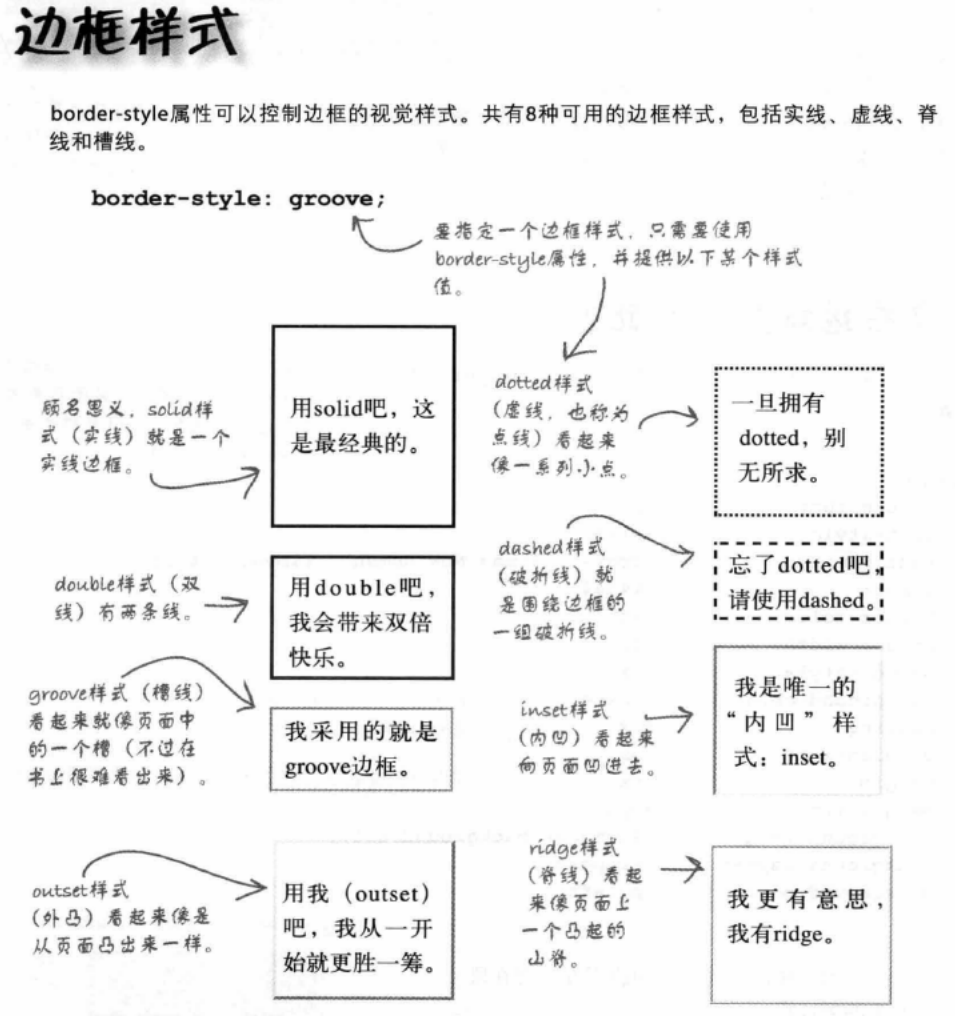 边框样式
border-style属性可以控制边框的视觉样式。共有8种可用的边框样式，包括实线、虚线、脊
线和槽线。
border-style: groove;
要指定一个边框样式，只需要使用
border-style属性，并提供以下某个样式
值。
顾名思义，solid样
式（实线）就是一个
实线边框。
用solid吧，这
是最经典的。
dotted样式
（虚线，也称为
点线）看起来
像一系列小点。
一旦拥有
dotted，别
无所求。
double样式（双
线）有两条线。
用double吧，
我会带来双倍
快乐。
dashed样式
（破折线）就
是围绕边框的
一组破折线。
忘了dotted吧，
请使用dashed。
groove样式（槽线）
看起来就像页面中
的一个槽（不过在
书上很难看出来）。
我采用的就是
groove边框。
inset样式
（内凹）看起来
向页面凹进去。
我是唯一的
“内凹”样
式：inset。
outset样式
（外凸）看起来像是
从页面凸出来一样。
用我（outset）
吧，我从一开
始就更胜一筹。
ridge样式
（脊线）看起
来像页面上
一个凸起的
山脊。
我更有意思，
我有ridge。